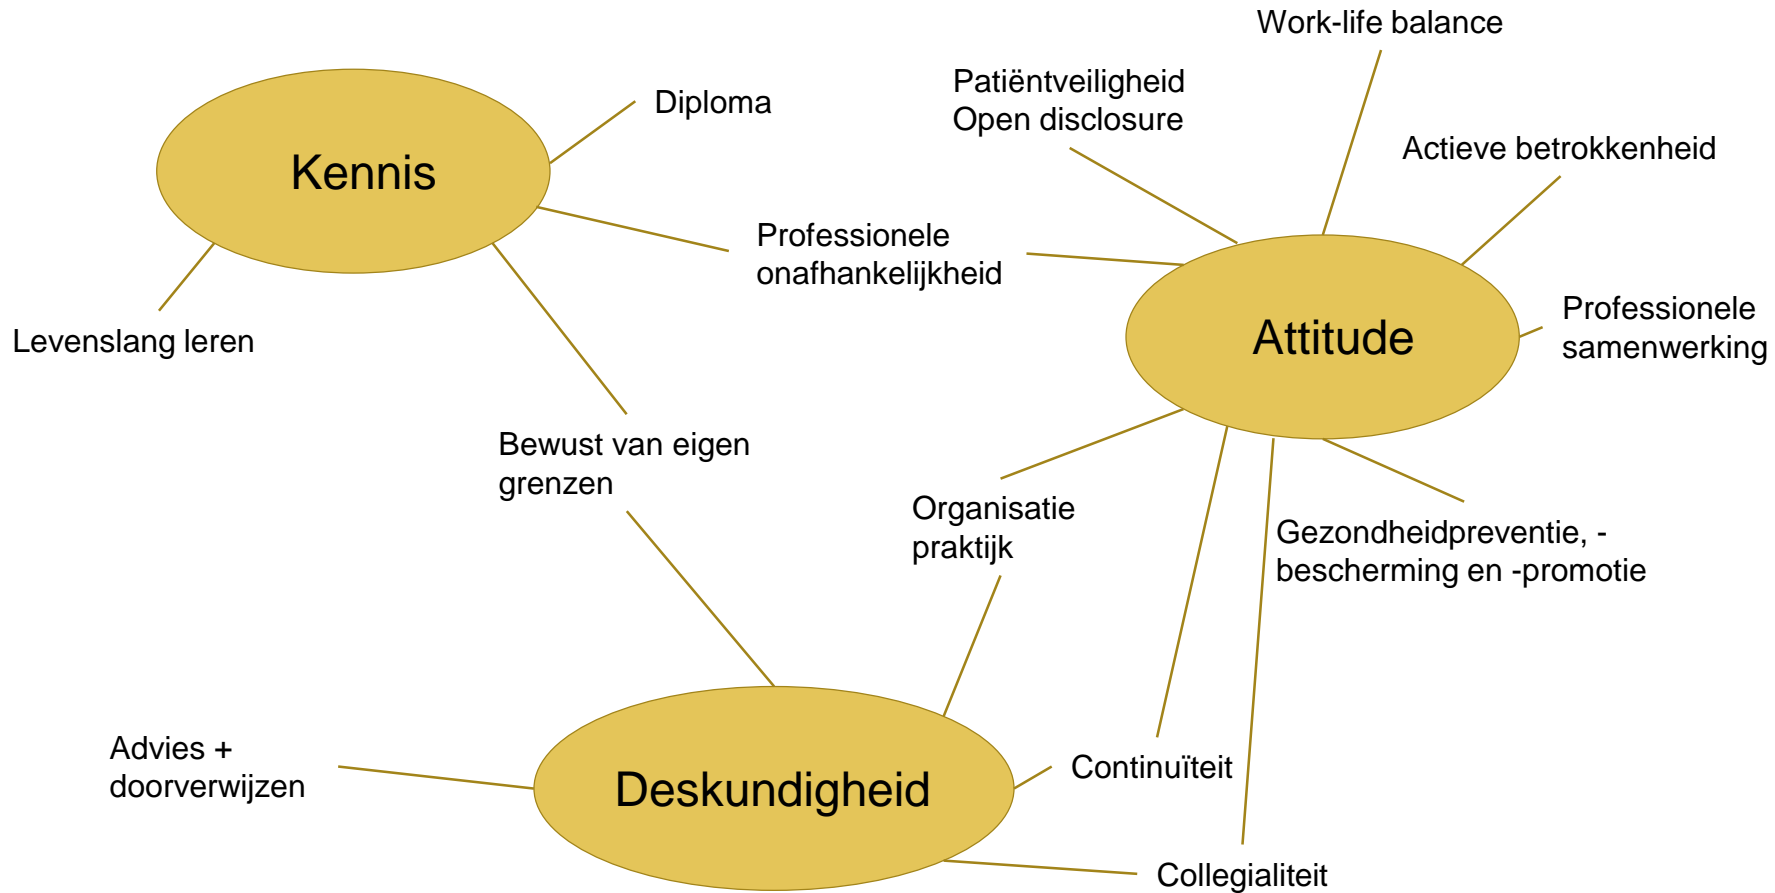 Work-life balance
Patiëntveiligheid
Open disclosure
Diploma
Actieve betrokkenheid
Kennis
Professionele
onafhankelijkheid
Professionele
samenwerking
Attitude
Levenslang leren
Bewust van eigen
grenzen
Organisatie
praktijk
Gezondheidpreventie, -
bescherming en -promotie
Advies +
doorverwijzen
Deskundigheid
Continuïteit
Collegialiteit